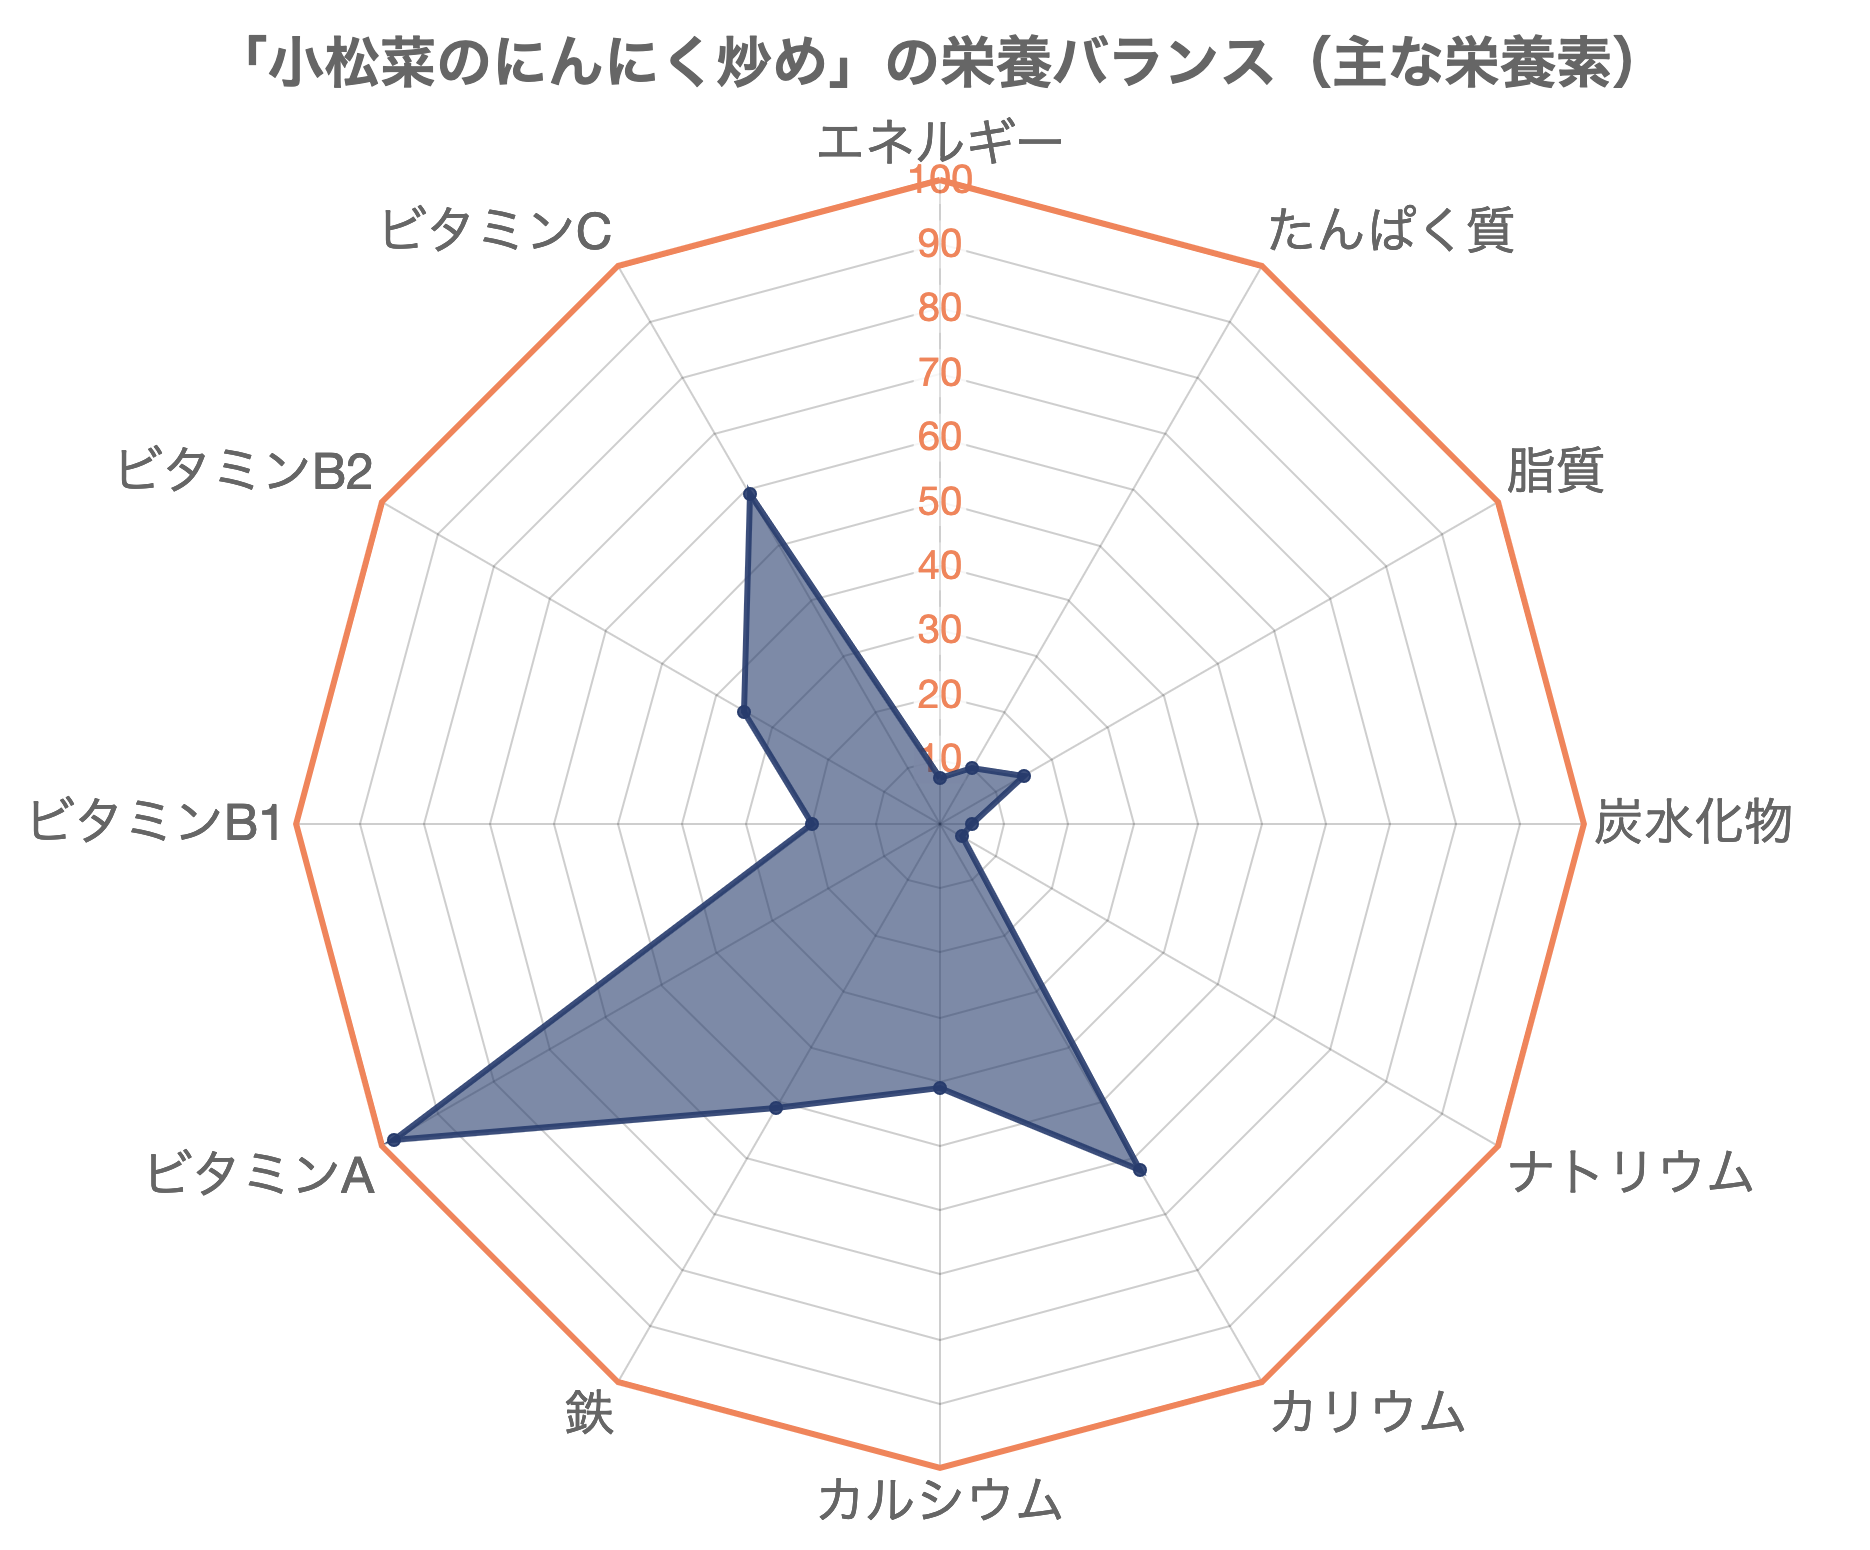 「小松菜のにんにく炒め」の栄養バランス（主な栄養素）
エネルギー
たんぱく質
脂質
炭水化物
ナトリウム
カリウム
カルシウム
鉄
ビタミンA
ビタミンB1
ビタミンB2
ビタミンC
100
90
80
70
60
50
40
30
20
10